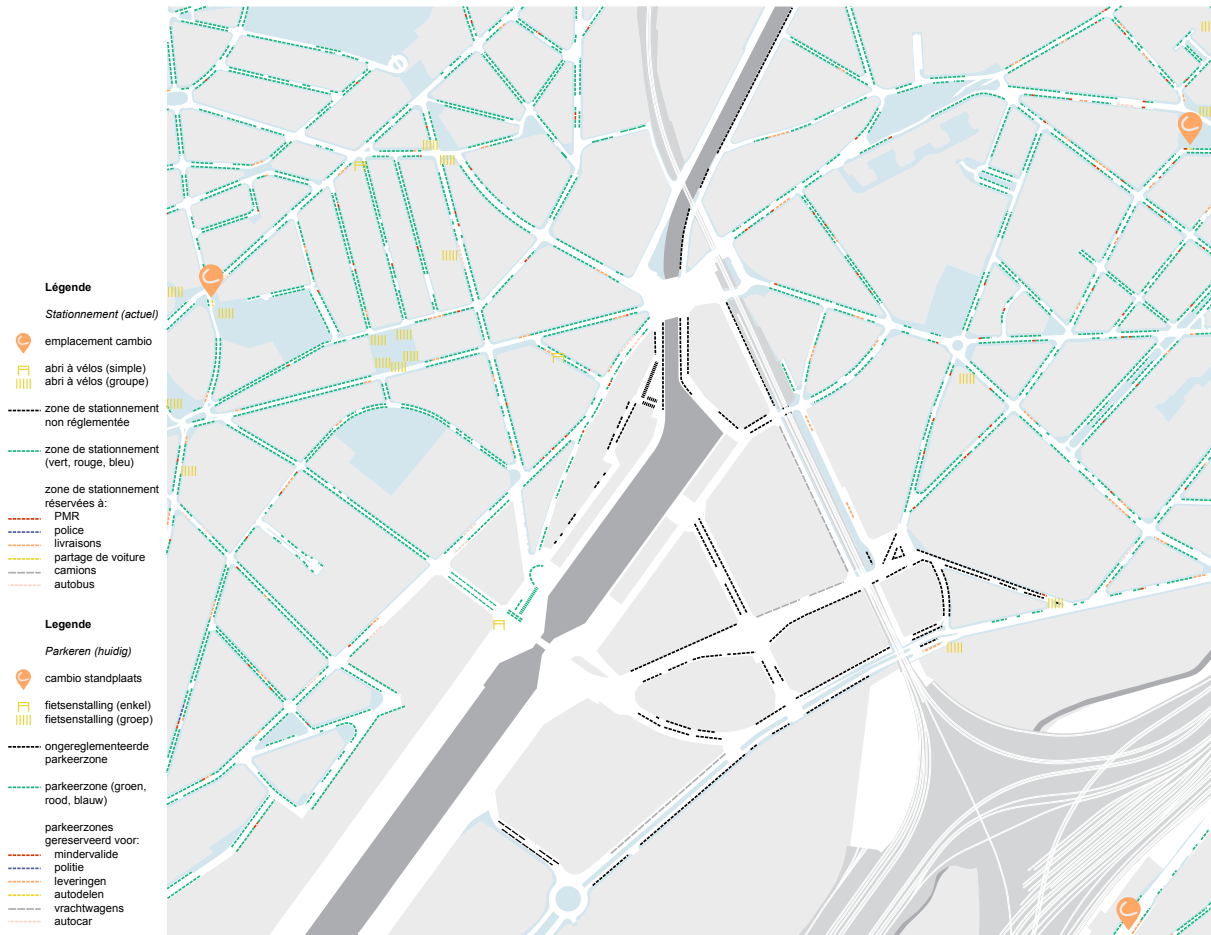 Légende
Stationnement (actuel)
emplacement cambio
abri à vélos (simple)
abri à vélos (groupe)
zone de stationnement
non réglementée
zone de stationnement
(vert, rouge, bleu)
zone de stationnement
réservées à:
PMR
police
livraisons
partage de voiture
camions
autobus
Legende
Parkeren (huidig)
cambio standplaats
fietsenstalling (enkel)
fietsenstalling (groep)
ongereglementeerde
parkeerzone
parkeerzone (groen,
rood, blauw)
parkeerzones
gereserveerd voor:
mindervalide
politie
leveringen
autodelen
vrachtwagens
autocar